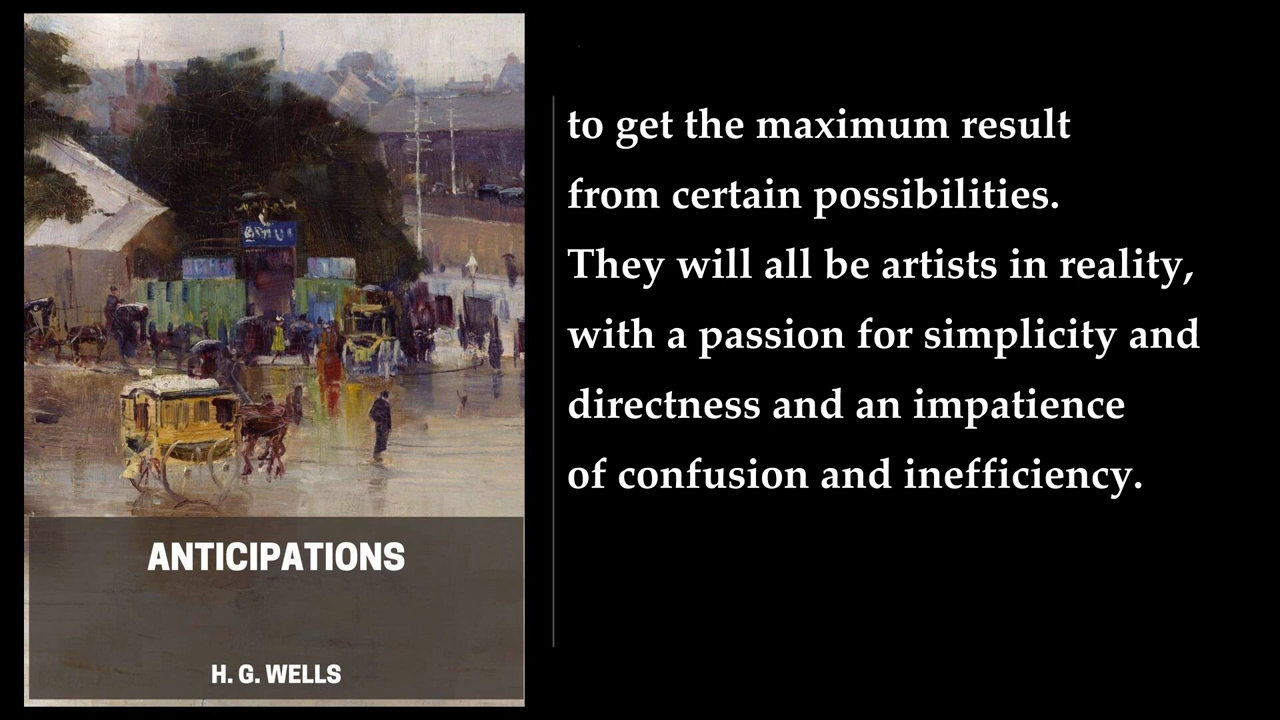 to get the maximum result
from certain possibilities.
They will all be artists in reality,
with a passion for simplicity and
directness and an impatience
of confusion and inefficiency.
ANTICIPATIONS
H. G. WELLS